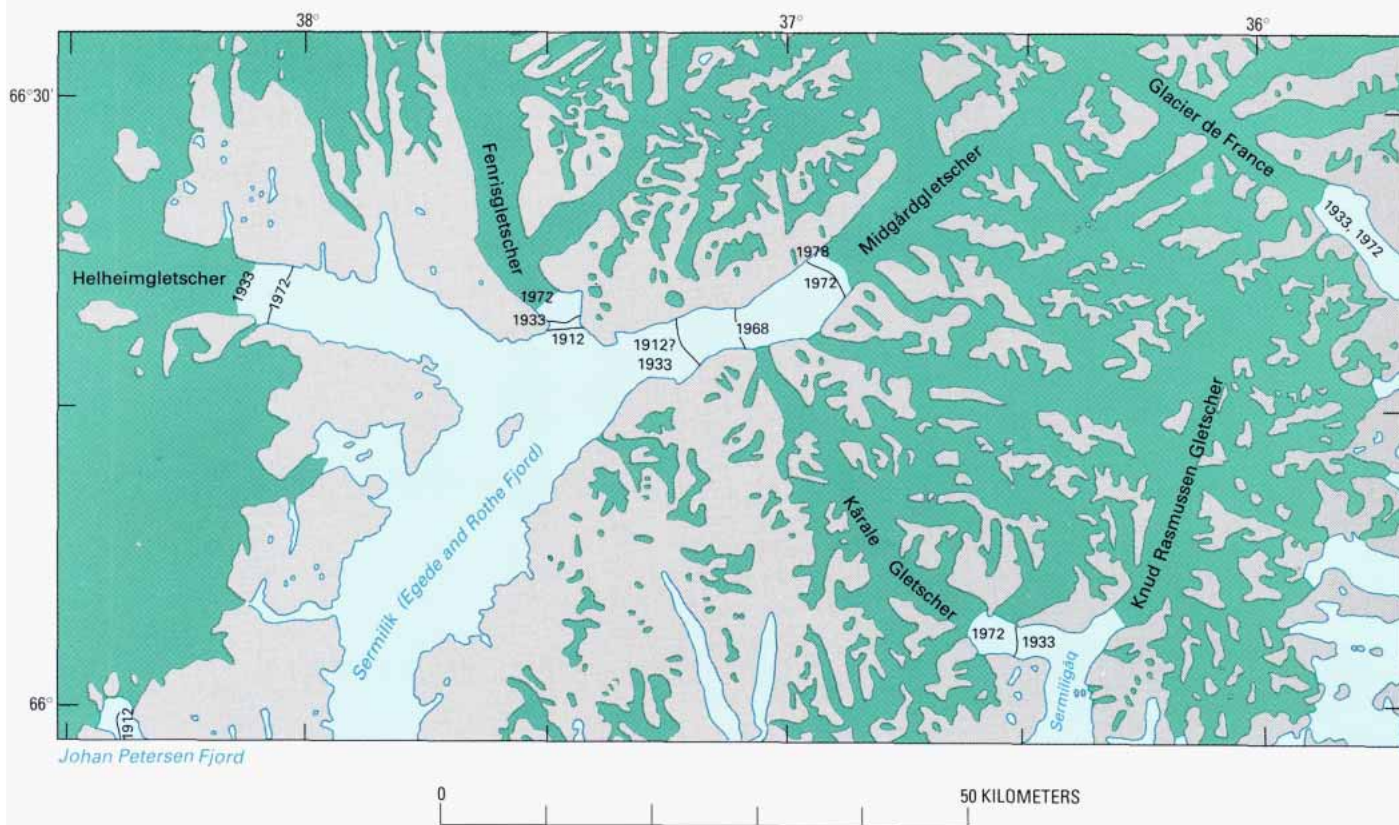 38°
37°
36°
66°30'
Glacier de France
Fenrisgletscher
Midgårdgletscher
1933, 1972
1978
Helheimgletscher
1933
1972
1972
1972
1933
1968
1912
1912?
1933
Knud Rasmussen Gletscher
Sermilik (Egede and Rothe Fjord)
Kârale
Gletscher
1972
1933
Sermiligâq
66°
1912
Johan Petersen Fjord
0
50 KILOMETERS